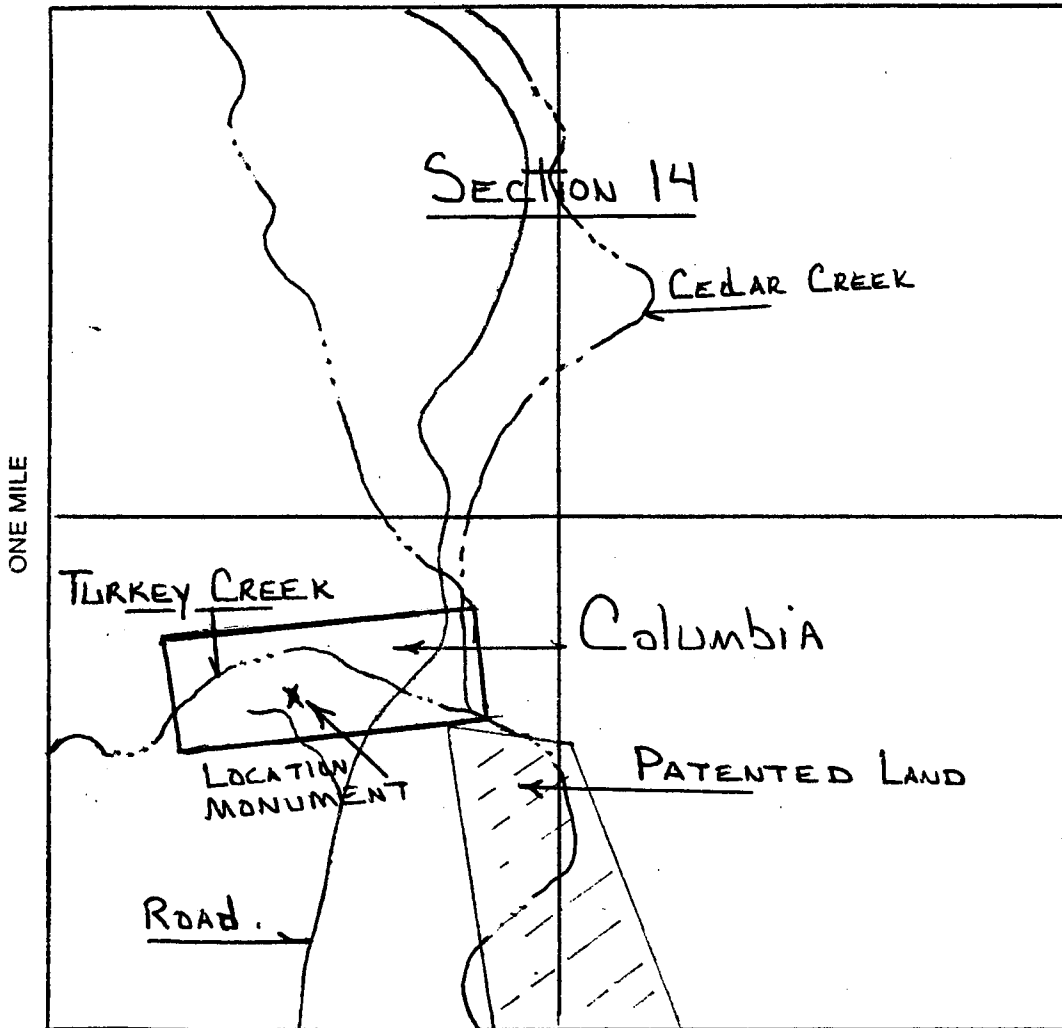 SECTION 14
CEdAR CREEK
ONE MILE
TURKEY CREEK
ColumbiA
LOCATION
MONUMENT
PATENTED LAND
ROAd.